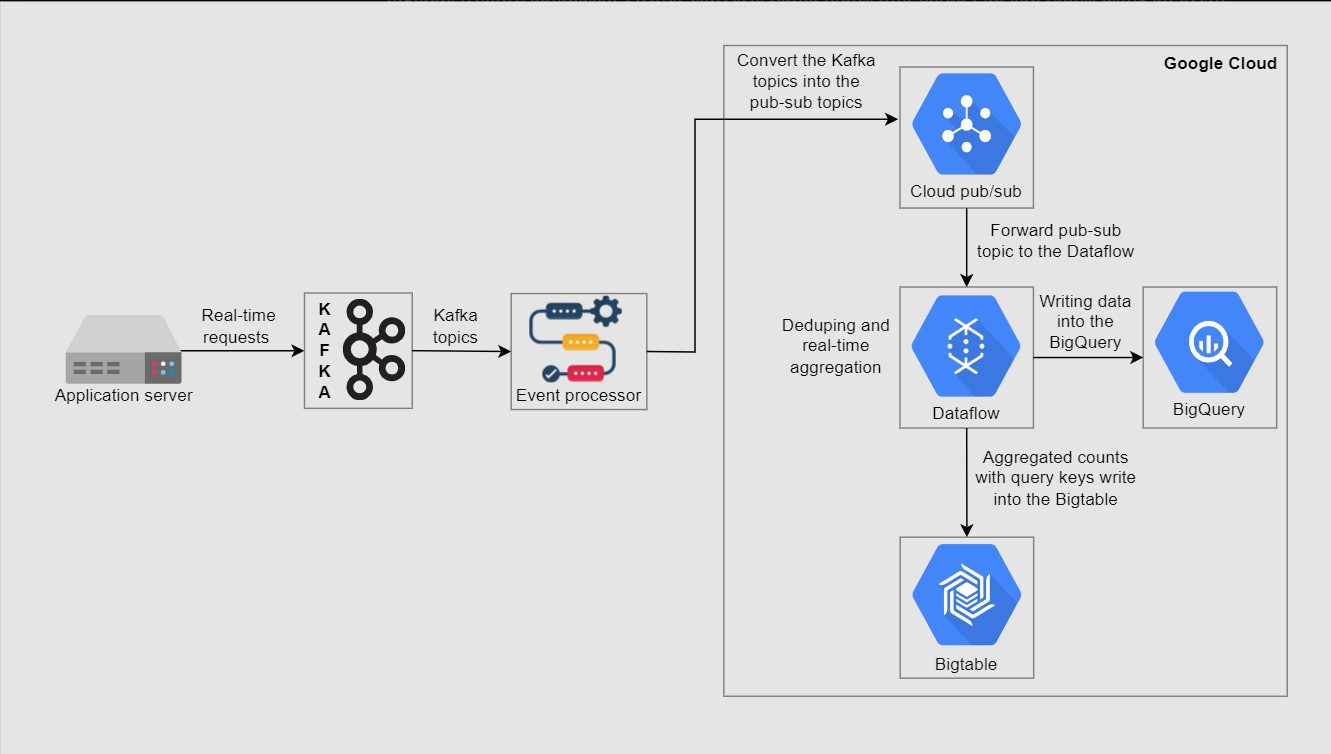 Google Cloud
Convert the Kafka
topics into the
pub-sub topics
Cloud pub/sub
Forward pub-sub
topic to the Dataflow
Real-time
requests
Application server
K
A
F
K
A
Kafka
topics
Event processor
Deduping and
real-time
aggregation
Dataflow
Writing data
into the
BigQuery
BigQuery
Aggregated counts
with query keys write
into the Bigtable
Bigtable